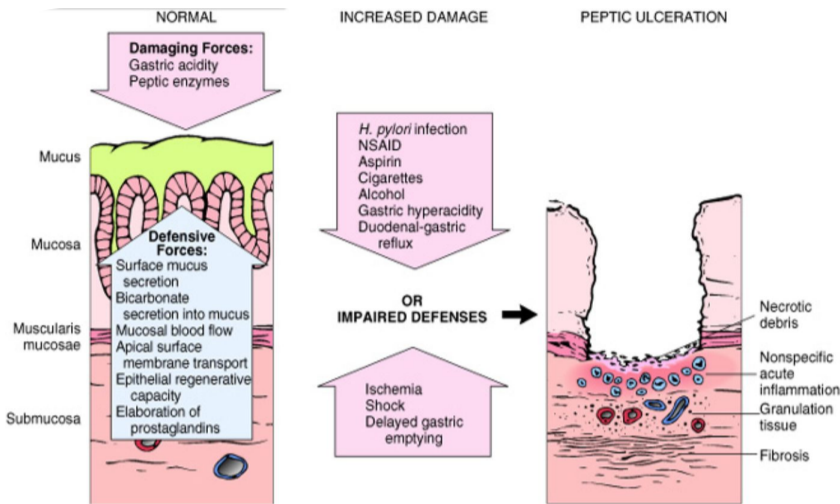 NORMAL
INCREASED DAMAGE
PEPTIC ULCERATION
Damaging Forces:
Gastric acidity
Peptic enzymes
Mucus
Mucosa
Muscularis
mucosae
Submucosa
Defensive
Forces:
Surface mucus
secretion
Bicarbonate
secretion into mucus
Mucosal blood flow
Apical surface
membrane transport
Epithelial regenerative
capacity
Elaboration of
prostaglandins
H. pylori infection
NSAID
Aspirin
Cigarettes
Alcohol
Gastric hyperacidity
Duodenal-gastric
reflux
OR
IMPAIRED DEFENSES
Ischemia
Shock
Delayed gastric
emptying
Necrotic
debris
Nonspecific
acute
inflammation
Granulation
tissue
Fibrosis